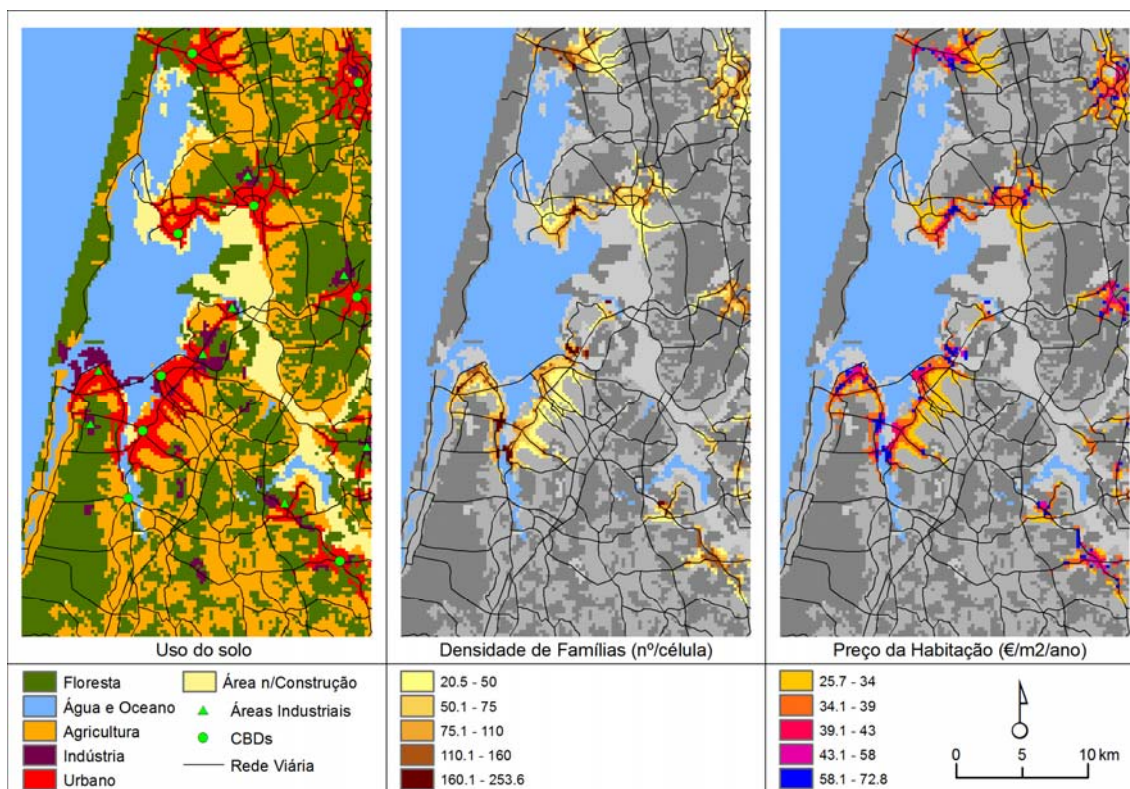 Uso do solo
Densidade de Famílias (nº/célula)
Preço da Habitação (€/m2/ano)
Floresta
Água e Oceano
Agricultura
Indústria
Urbano
Área n/Construção
Áreas Industriais
CBDs
Rede Viária
20.5 - 50
50.1 - 75
75.1 - 110
110.1 - 160
160.1 - 253.6
25.7 - 34
34.1 - 39
39.1 - 43
43.1 - 58
58.1 - 72.8
0 5 10 km